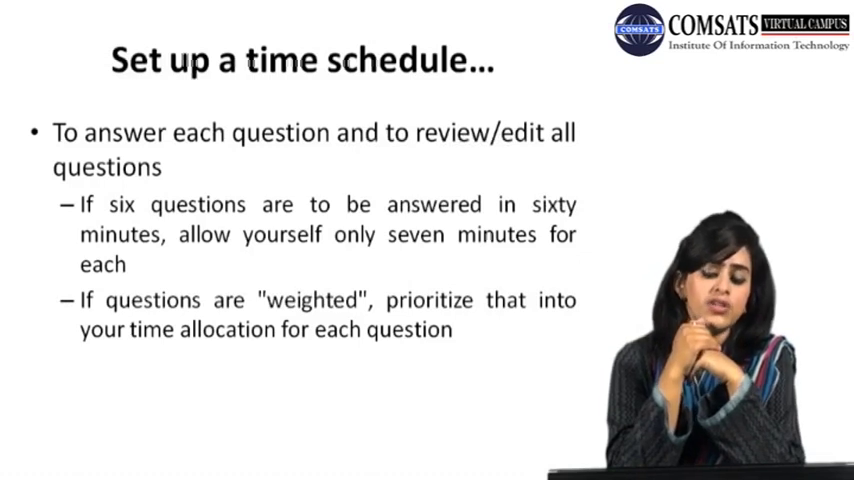 COMSATS VIRTUAL CAMPUS
COMSATS
Institute Of Information Technology
Set up a time schedule...
• To answer each question and to review/edit all
questions
– If six questions are to be answered in sixty
minutes, allow yourself only seven minutes for
each
– If questions are "weighted", prioritize that into
your time allocation for each question